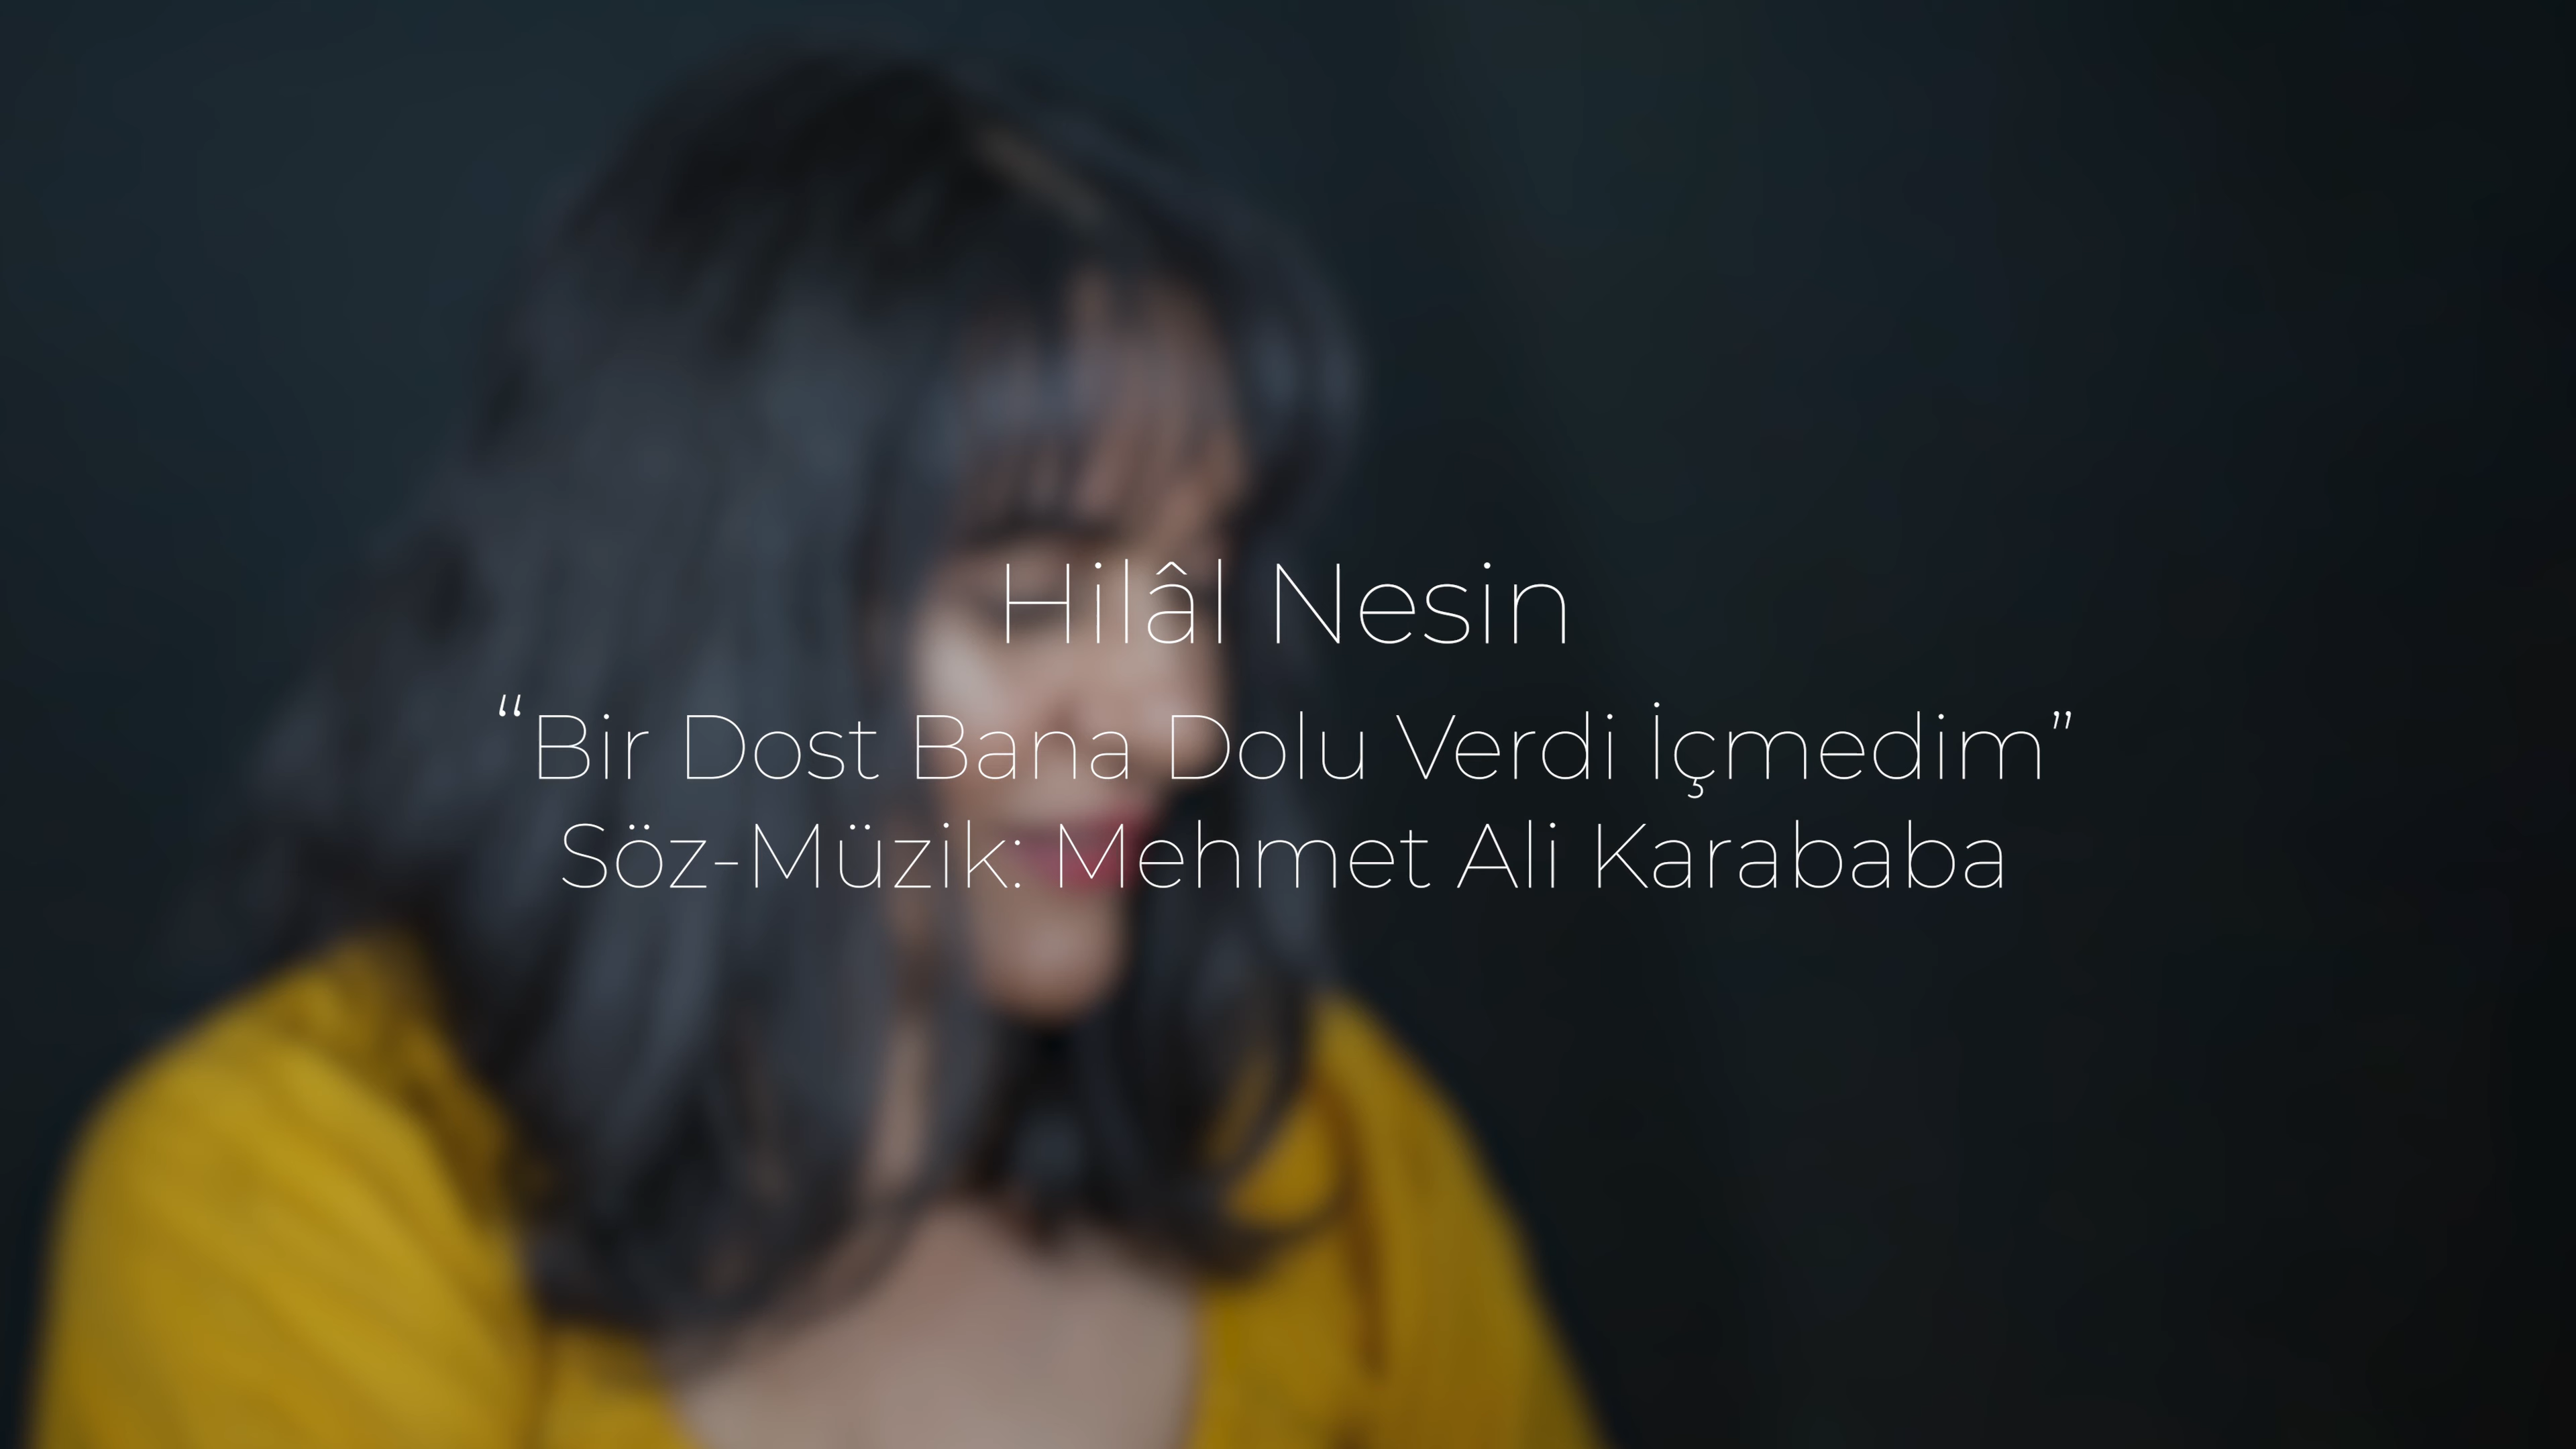 Hilâl Nesin
“Bir Dost Bana Dolu Verdi İçmedim”
Söz-Müzik: Mehmet Ali Karababa